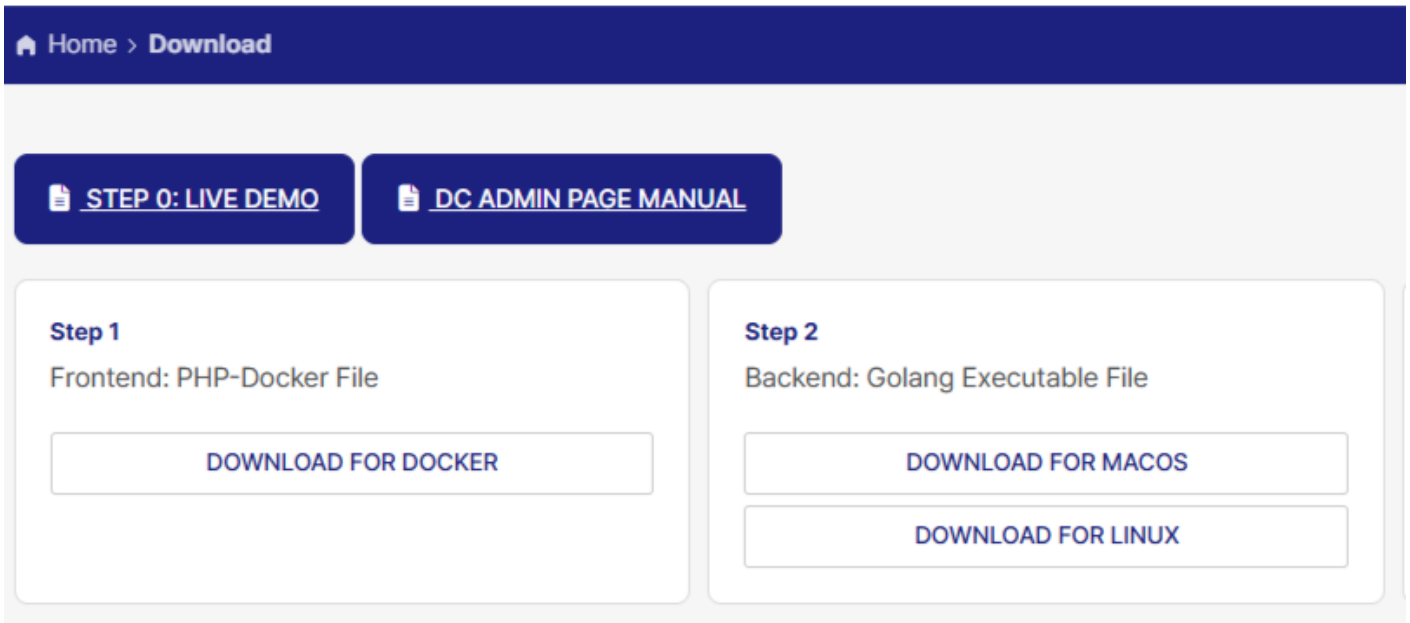 Home > Download
STEP 0: LIVE DEMO
DC ADMIN PAGE MANUAL
Step 1
Frontend: PHP-Docker File
DOWNLOAD FOR DOCKER
Step 2
Backend: Golang Executable File
DOWNLOAD FOR MACOS
DOWNLOAD FOR LINUX